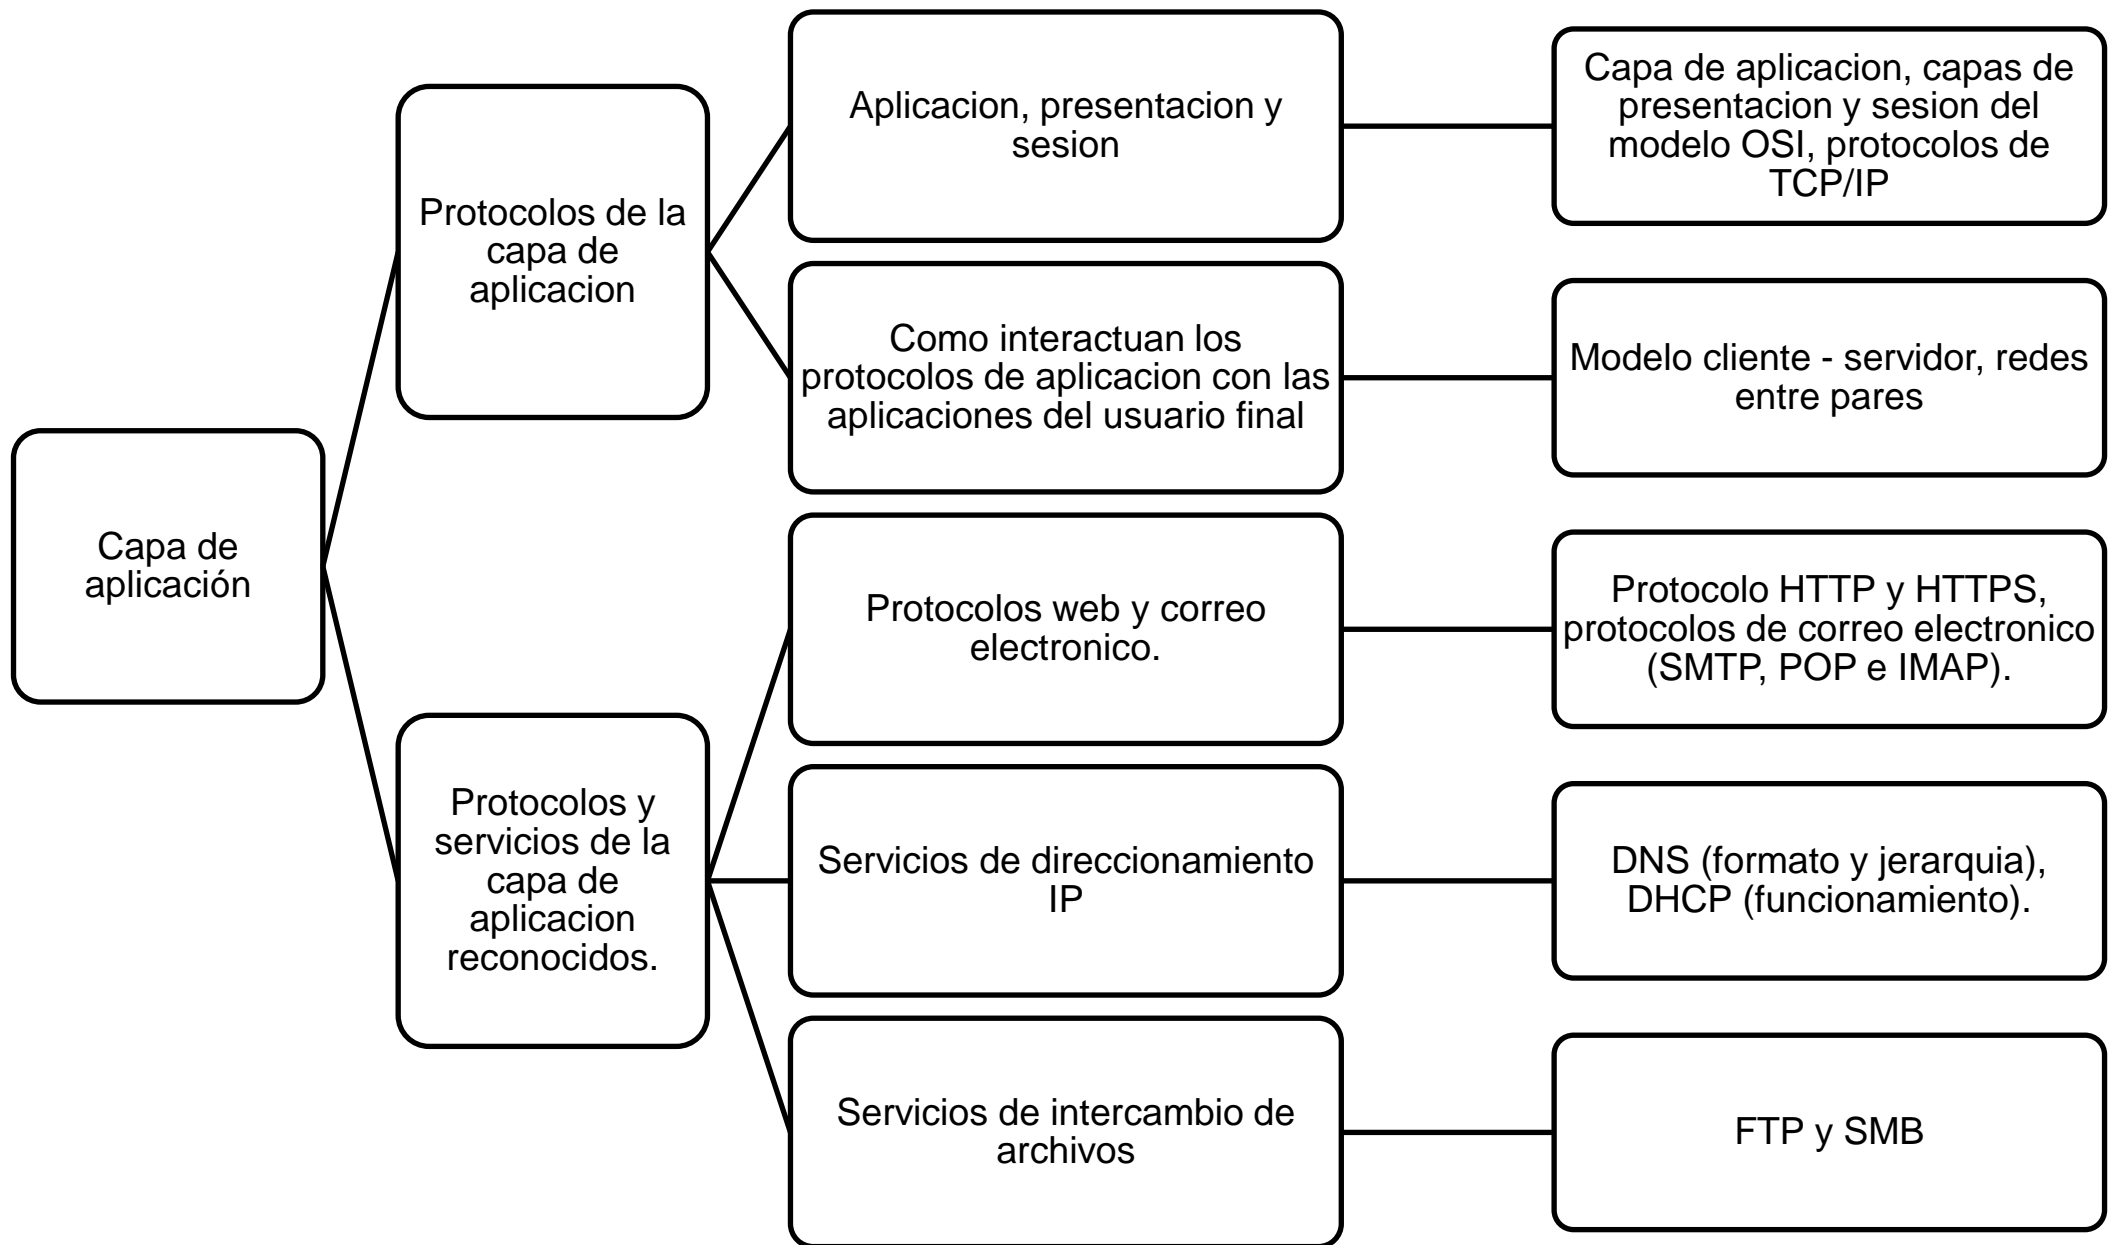 Capa de
aplicación
Protocolos de la
capa de
aplicacion
Aplicacion, presentacion y
sesion
Capa de aplicacion, capas de
presentacion y sesion del
modelo OSI, protocolos de
TCP/IP
Como interactuan los
protocolos de aplicacion con las
aplicaciones del usuario final
Modelo cliente - servidor, redes
entre pares
Protocolos y
servicios de la
capa de
aplicacion
reconocidos.
Protocolos web y correo
electronico.
Protocolo HTTP y HTTPS,
protocolos de correo electronico
(SMTP, POP e IMAP).
Servicios de direccionamiento
IP
DNS (formato y jerarquia),
DHCP (funcionamiento).
Servicios de intercambio de
archivos
FTP y SMB